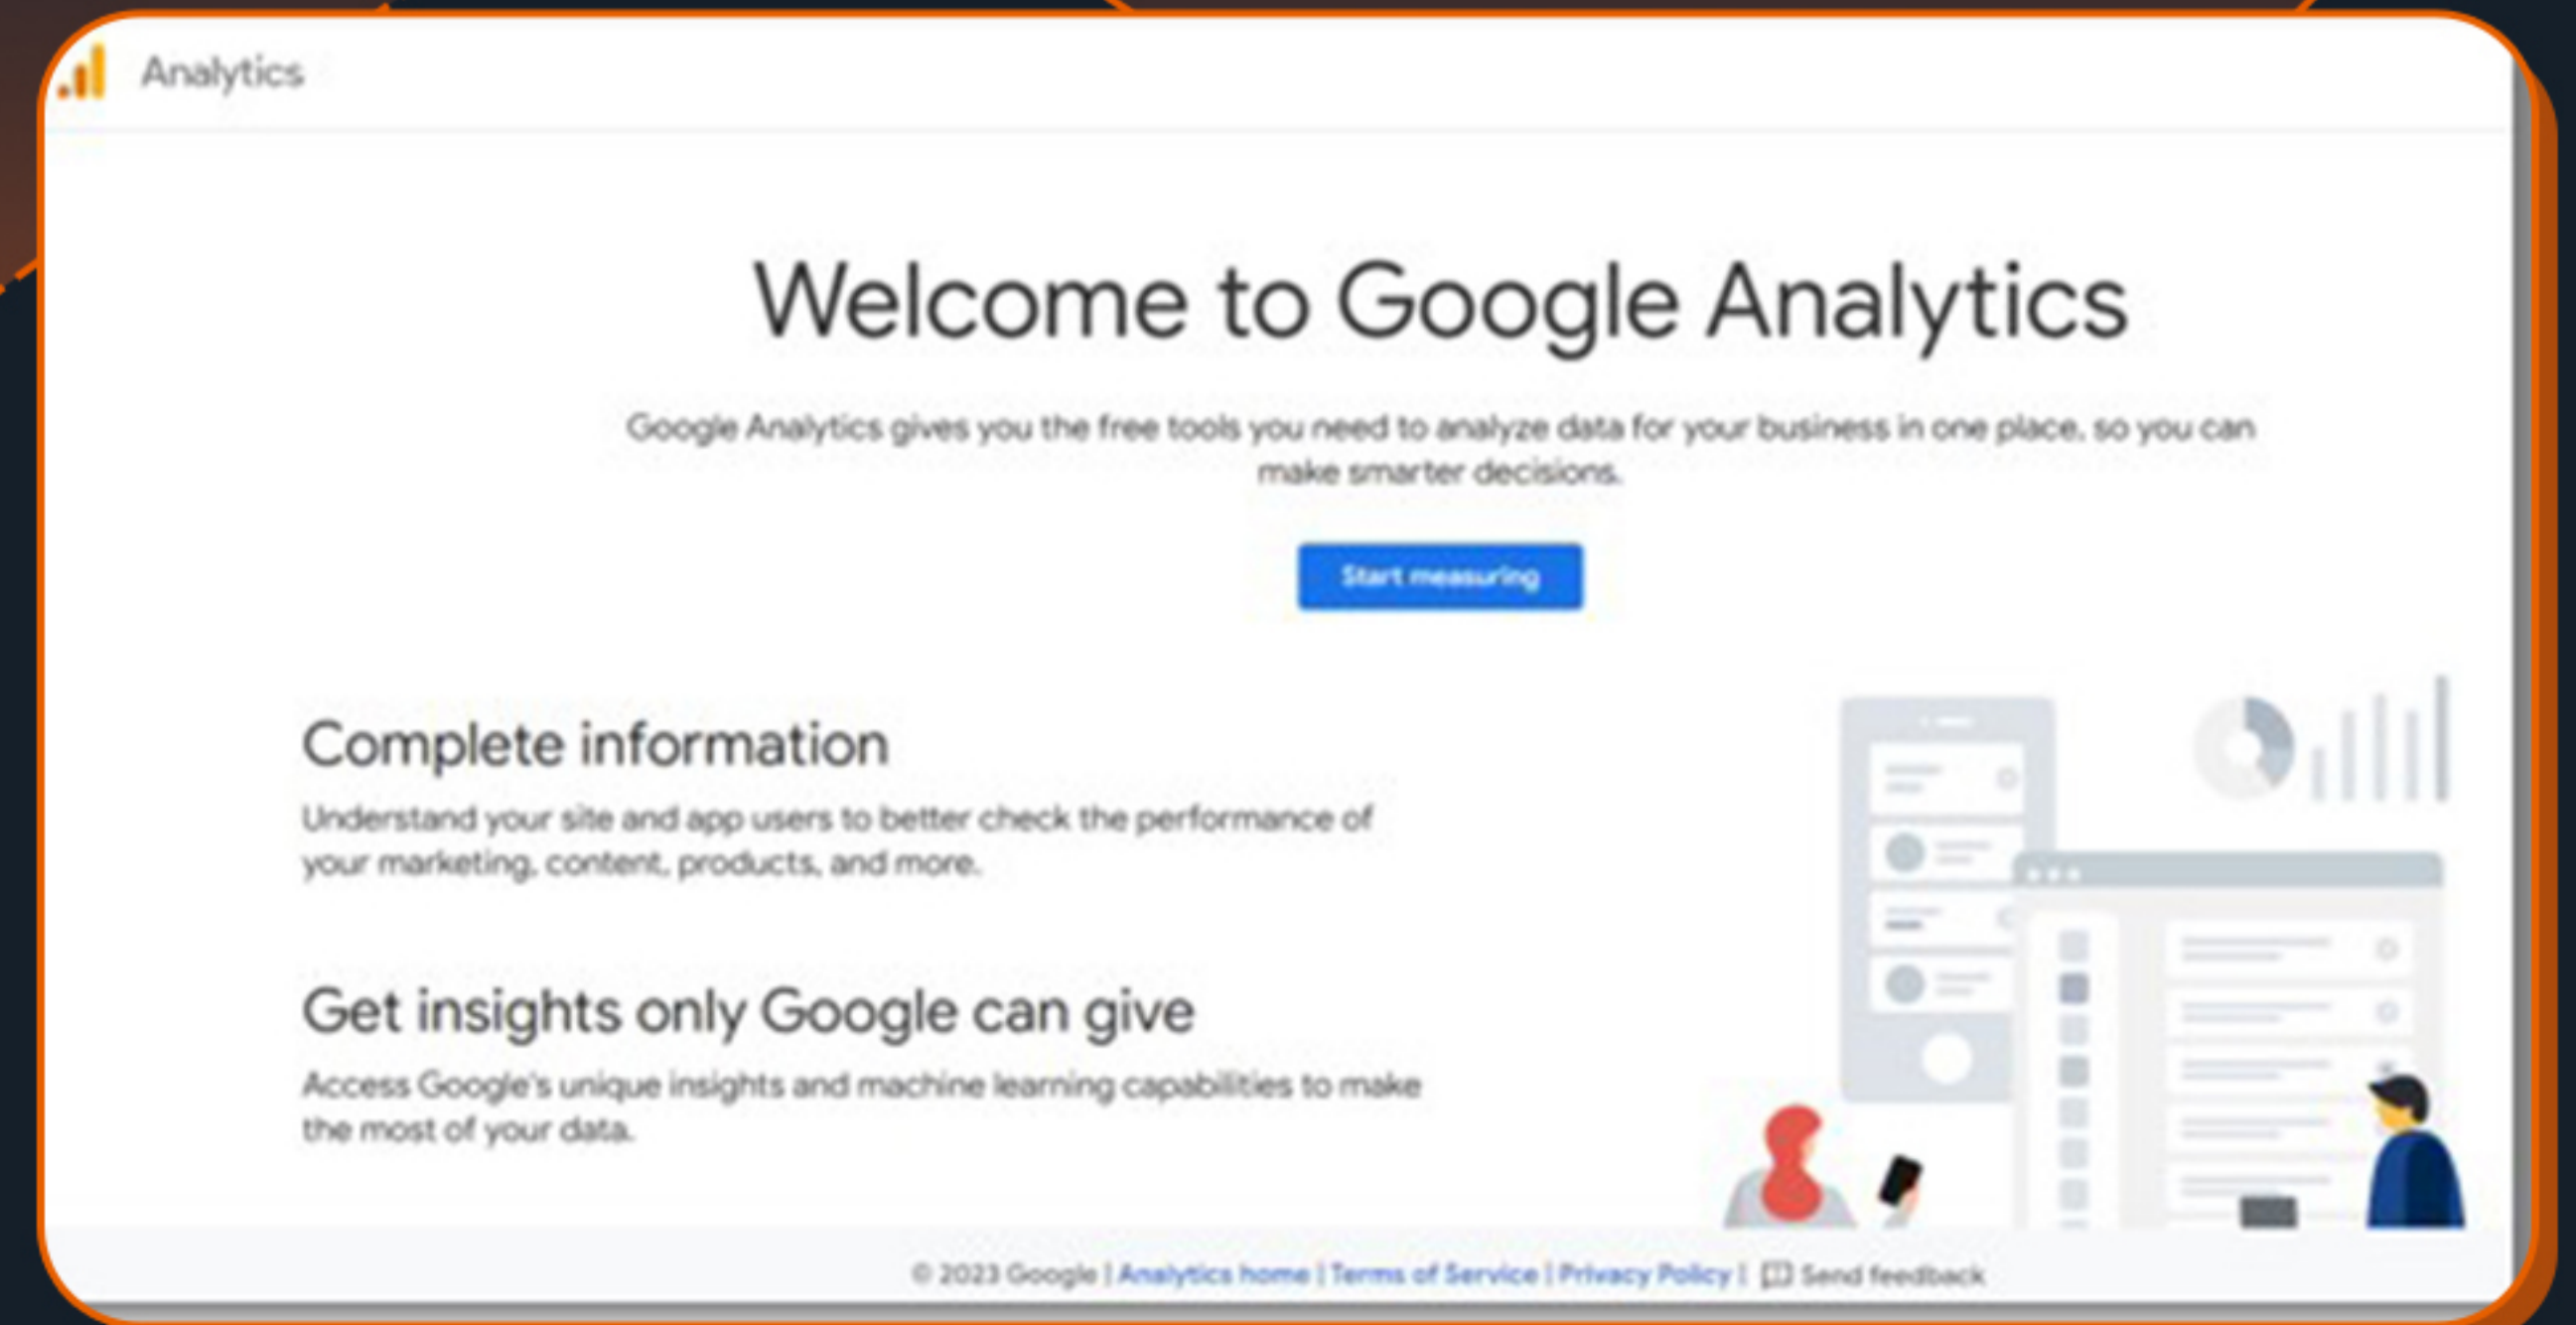 Analytics
Welcome to Google Analytics
Google Analytics gives you the free tools you need to analyze data for your business in one place, so you can
make smarter decisions.
Start measuring
Complete information
Understand your site and app users to better check the performance of
your marketing, content, products, and more.
Get insights only Google can give
Access Google's unique insights and machine learning capabilities to make
the most of your data.
© 2023 Google | Analytics home | Terms of Service | Privacy Policy | Send feedback